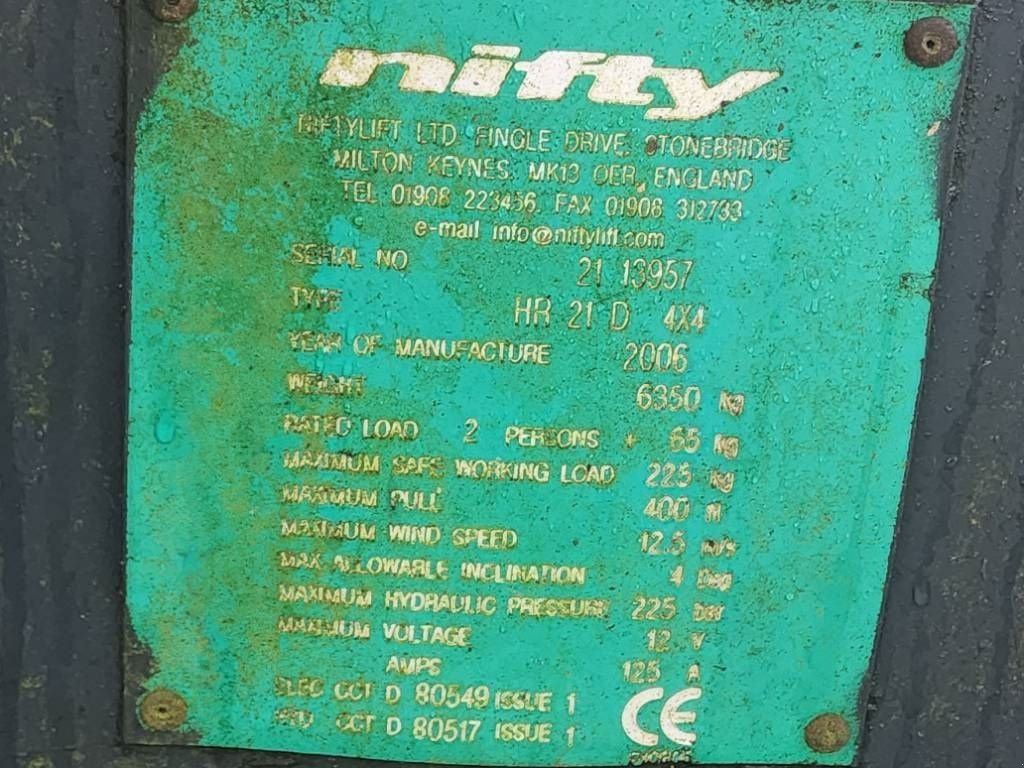 nifty
NIFTYLIFT LTD, FINGLE DRIVE, STONEBRIDGE
MILTON KEYNES, MK13 OER, ENGLAND
TEL 01908 223456, FAX 01908 312733
e-mail info@niftylift.com
SERIAL NO 21 13957
TYPE HR 21 D 4X4
YEAR OF MANUFACTURE 2006
WEIGHT 6350 kg
RATED LOAD 2 PERSONS + 65 kg
MAXIMUM SAFE WORKING LOAD 225 kg
MAXIMUM PULL 400 N
MAXIMUM WIND SPEED 12.5 m/s
MAX ALLOWABLE INCLINATION 4 Deg
MAXIMUM HYDRAULIC PRESSURE 225 bar
MAXIMUM VOLTAGE 12 V
AMPS 125 A
ELEC CCT D 80549 ISSUE 1
HYD CCT D 80517 ISSUE 1
CE